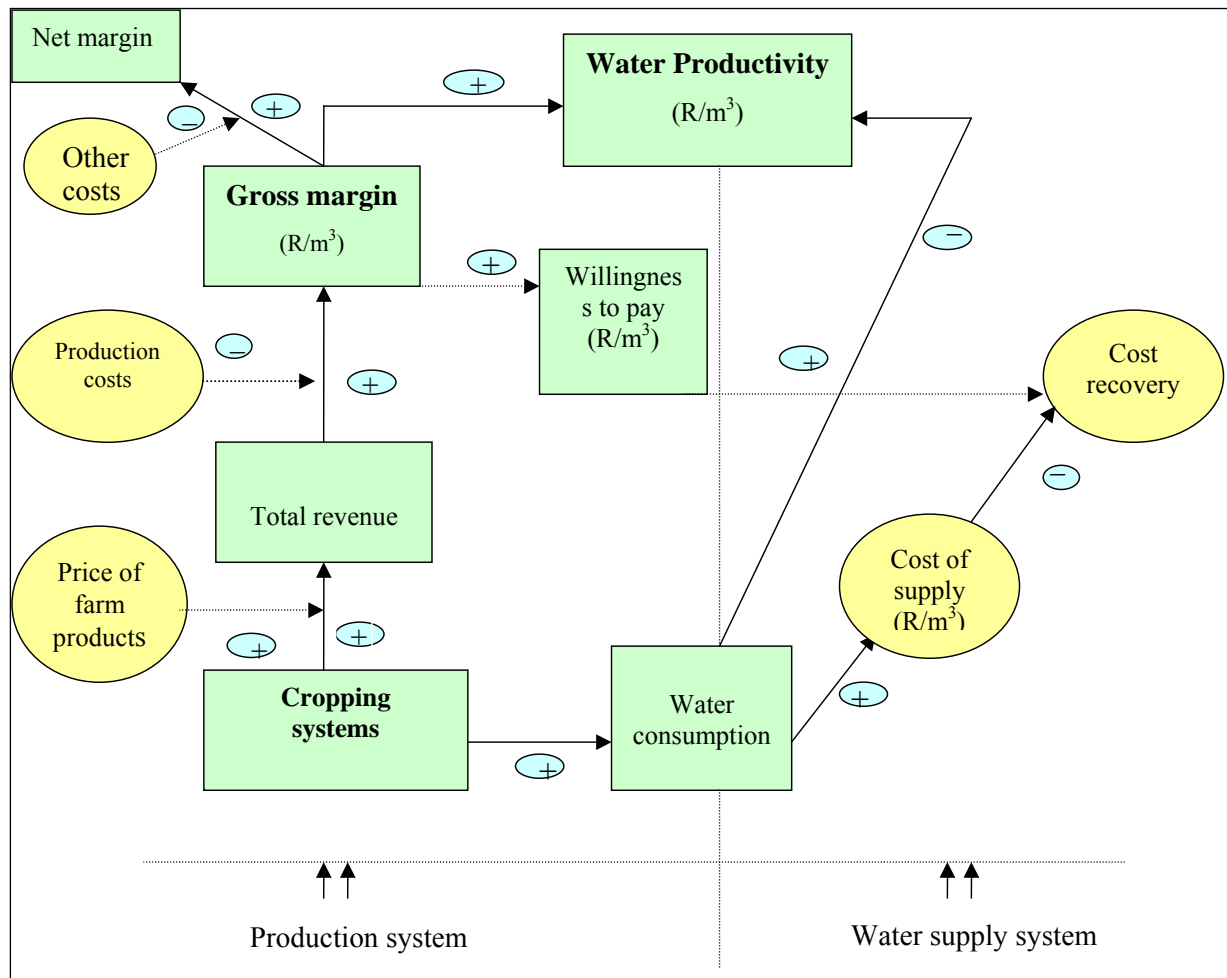 Net margin
Water Productivity
(R/m³)
+
+
−
Other
costs
Gross margin
(R/m³)
−
+
Willingnes
s to pay
(R/m³)
Production
costs
−
+
+
Cost
recovery
−
Total revenue
Price of
farm
products
Cost of
supply
(R/m³)
+
+
Cropping
systems
Water
consumption
+
+
Production system
Water supply system